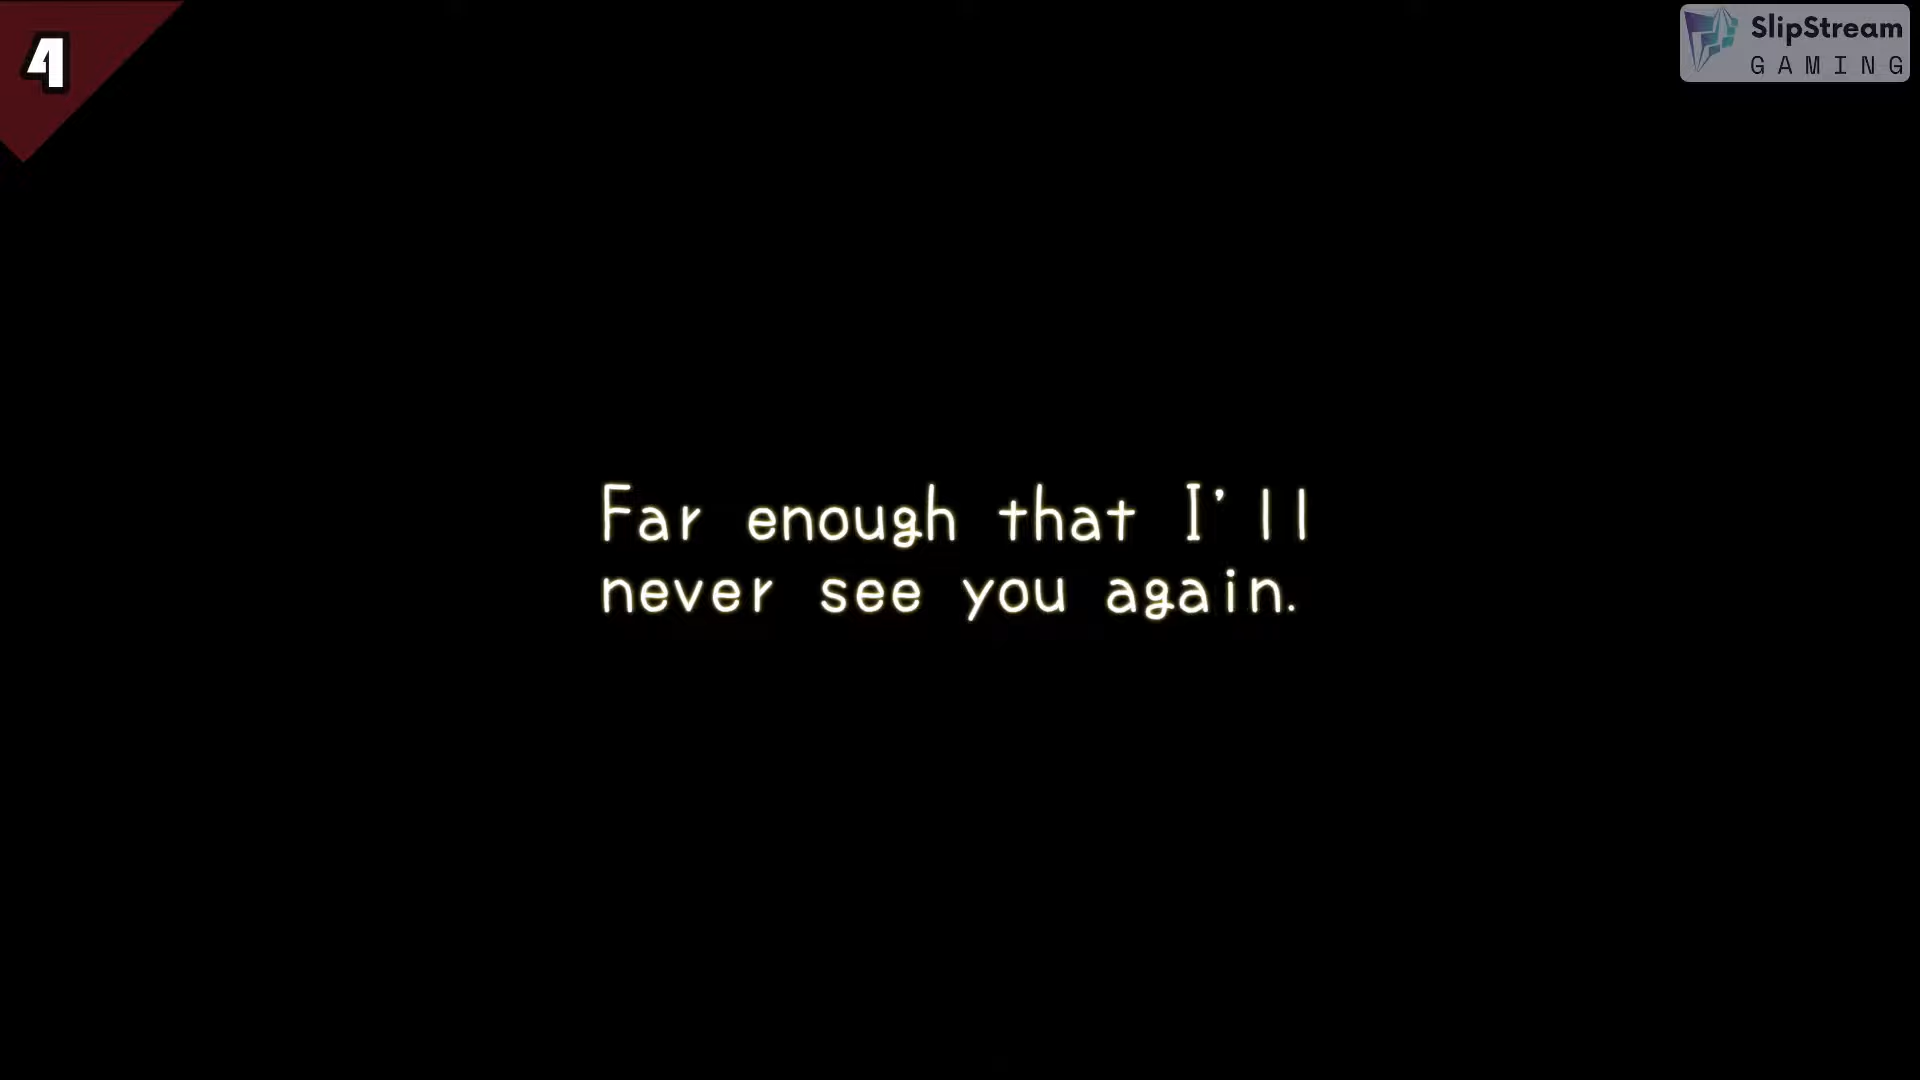 4
SlipStream
GAMING
Far enough that I'll
never see you again.